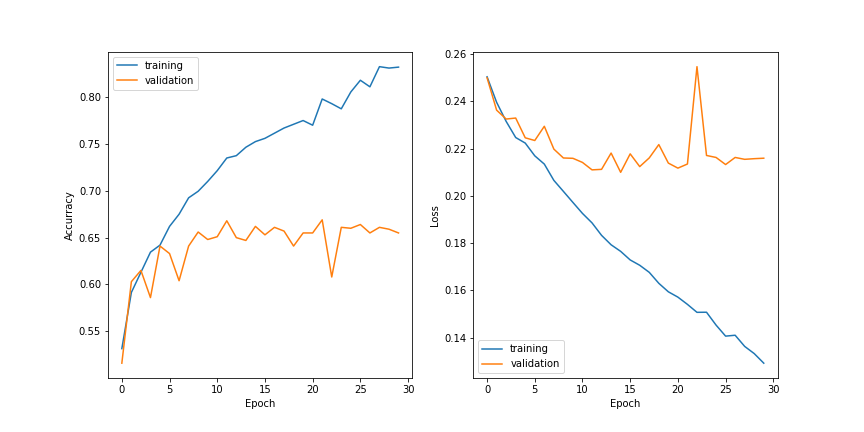 training
validation
0.80
0.75
0.70
0.65
0.60
0.55
Accurracy
0 5 10 15 20 25 30
Epoch
0.26
0.24
0.22
0.20
0.18
0.16
0.14
Loss
training
validation
0 5 10 15 20 25 30
Epoch